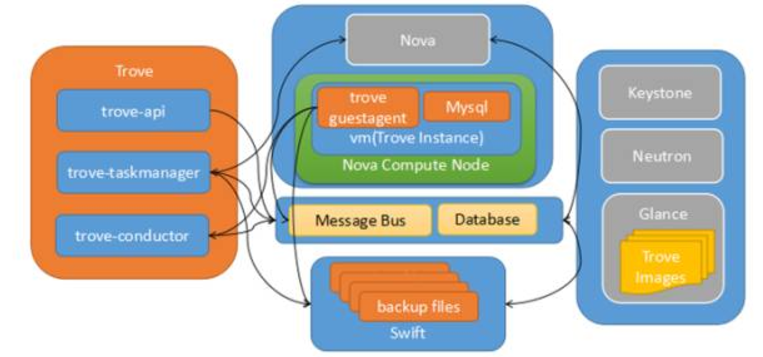 Trove
trove-api
trove-taskmanager
trove-conductor
Nova
trove
guestagent
Mysql
vm(Trove Instance)
Nova Compute Node
Message Bus
Database
backup files
Swift
Keystone
Neutron
Glance
Trove
Images